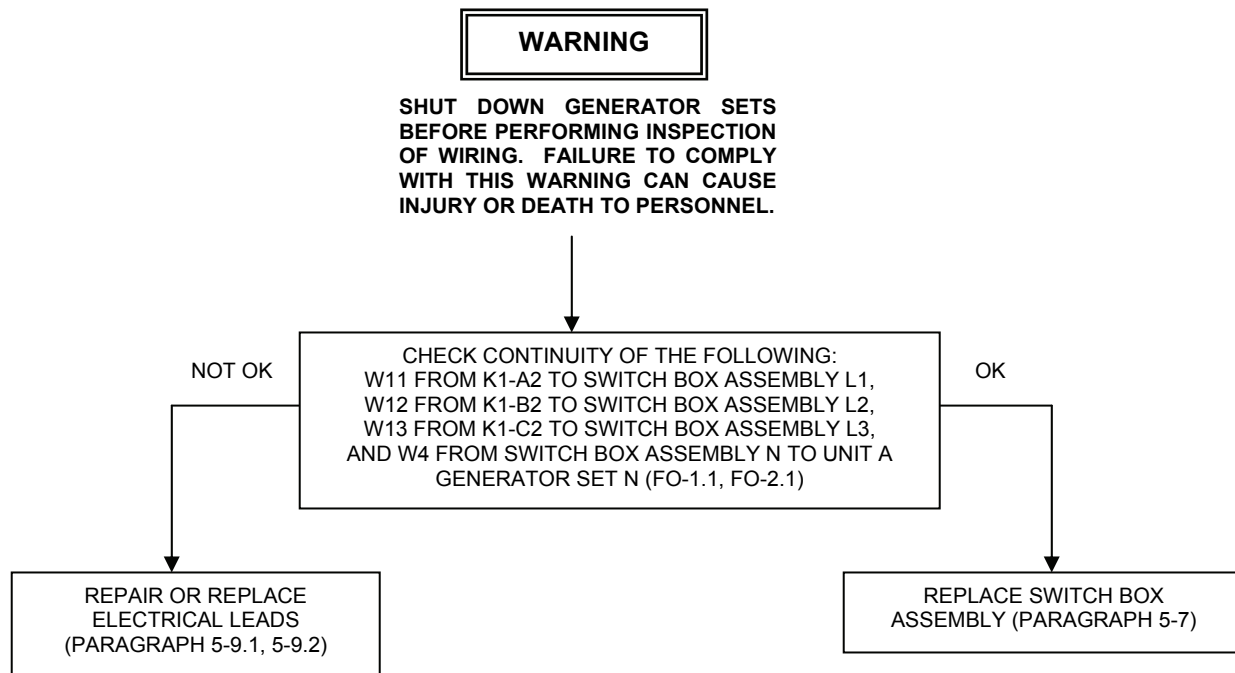 WARNING
SHUT DOWN GENERATOR SETS
BEFORE PERFORMING INSPECTION
OF WIRING. FAILURE TO COMPLY
WITH THIS WARNING CAN CAUSE
INJURY OR DEATH TO PERSONNEL.
NOT OK
CHECK CONTINUITY OF THE FOLLOWING:
W11 FROM K1-A2 TO SWITCH BOX ASSEMBLY L1,
W12 FROM K1-B2 TO SWITCH BOX ASSEMBLY L2,
W13 FROM K1-C2 TO SWITCH BOX ASSEMBLY L3,
AND W4 FROM SWITCH BOX ASSEMBLY N TO UNIT A
GENERATOR SET N (FO-1.1, FO-2.1)
OK
REPAIR OR REPLACE
ELECTRICAL LEADS
(PARAGRAPH 5-9.1, 5-9.2)
REPLACE SWITCH BOX
ASSEMBLY (PARAGRAPH 5-7)